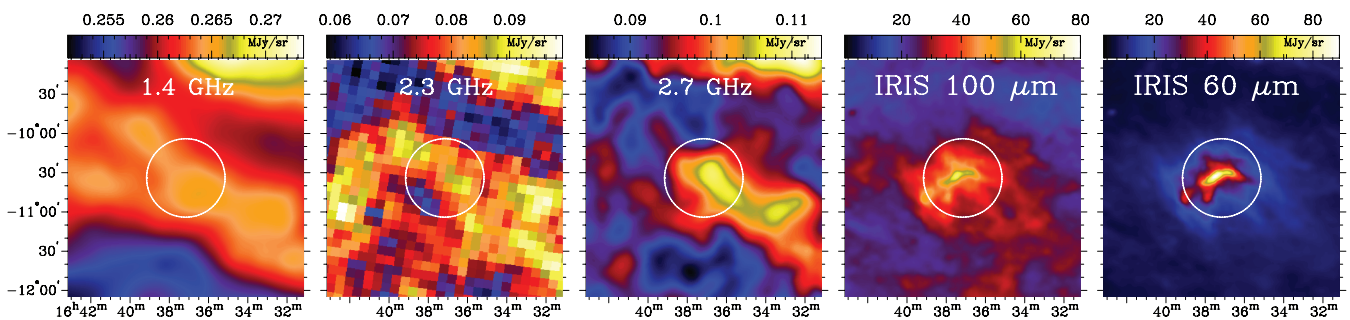 0.255 0.26 0.265 0.27 0.06 0.07 0.08 0.09 0.09 0.1 0.11 20 40 60 80 20 40 60 80
MJy/sr MJy/sr MJy/sr MJy/sr MJy/sr
1.4 GHz 2.3 GHz 2.7 GHz IRIS 100 μm IRIS 60 μm
30'
-10°00'
30'
-11°00'
30'
-12°00'
16h42m 40m 38m 36m 34m 32m 40m 38m 36m 34m 32m 40m 38m 36m 34m 32m 40m 38m 36m 34m 32m 40m 38m 36m 34m 32m